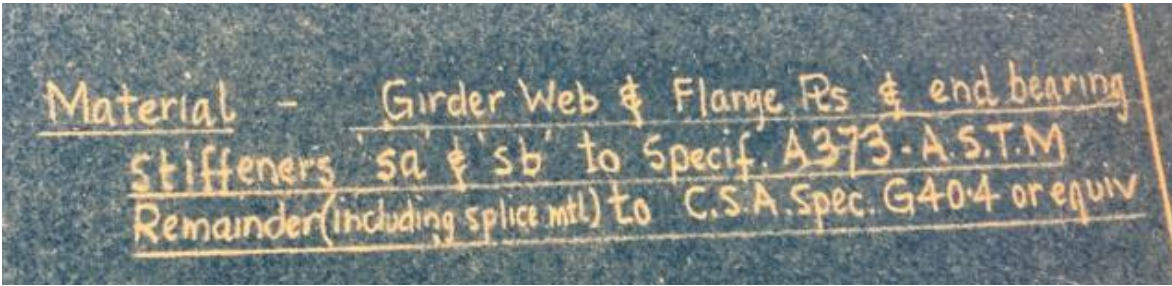 Material - Girder Web & Flange PLs & end bearing
Stiffeners 'sa' & 'sb' to Specif. A373-A.S.T.M
Remainder(including splice mtl) to C.S.A. Spec. G40·4 or equiv